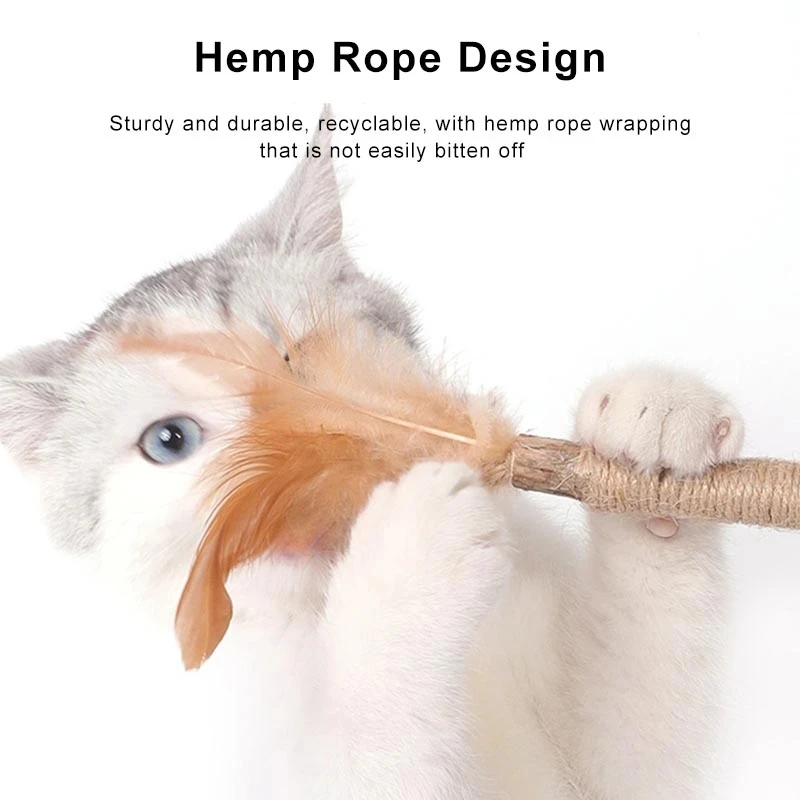 Hemp Rope Design
Sturdy and durable, recyclable, with hemp rope wrapping
that is not easily bitten off